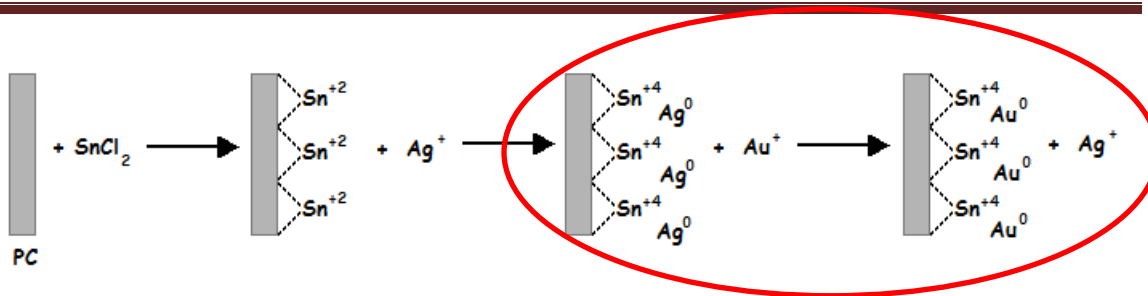 Sn⁺² Sn⁺⁴ Ag⁰ Sn⁺⁴ Au⁰
+ SnCl₂ Sn⁺² + Ag⁺ Sn⁺⁴ Ag⁰ + Au⁺ Sn⁺⁴ Au⁰ + Ag⁺
Sn⁺² Sn⁺⁴ Ag⁰ Sn⁺⁴ Au⁰
PC